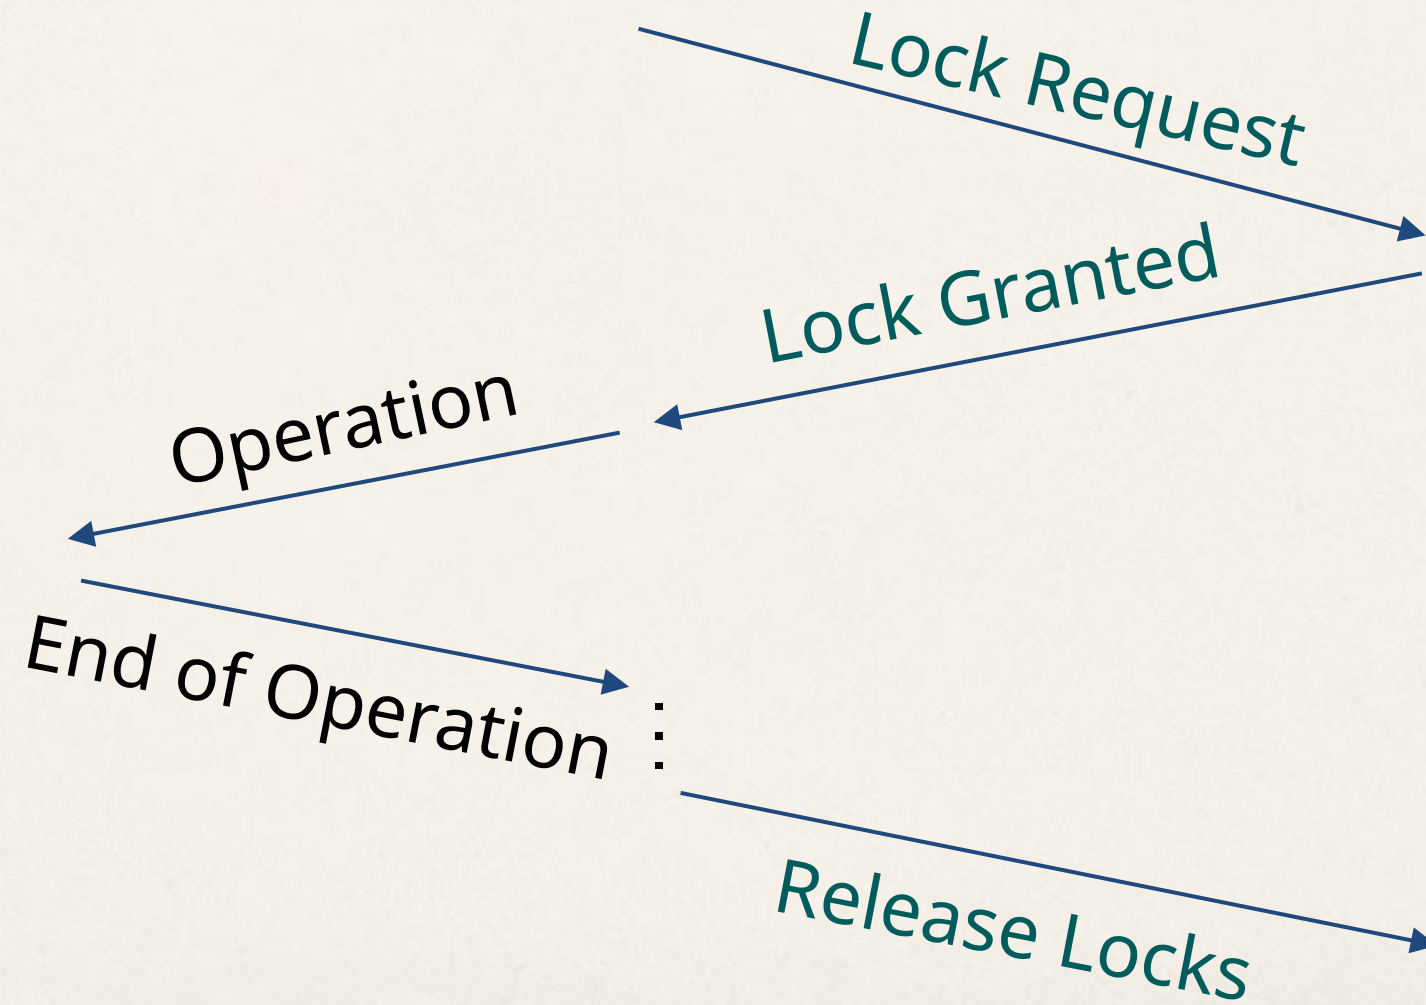 Lock Request
Lock Granted
Operation
End of Operation
Release Locks